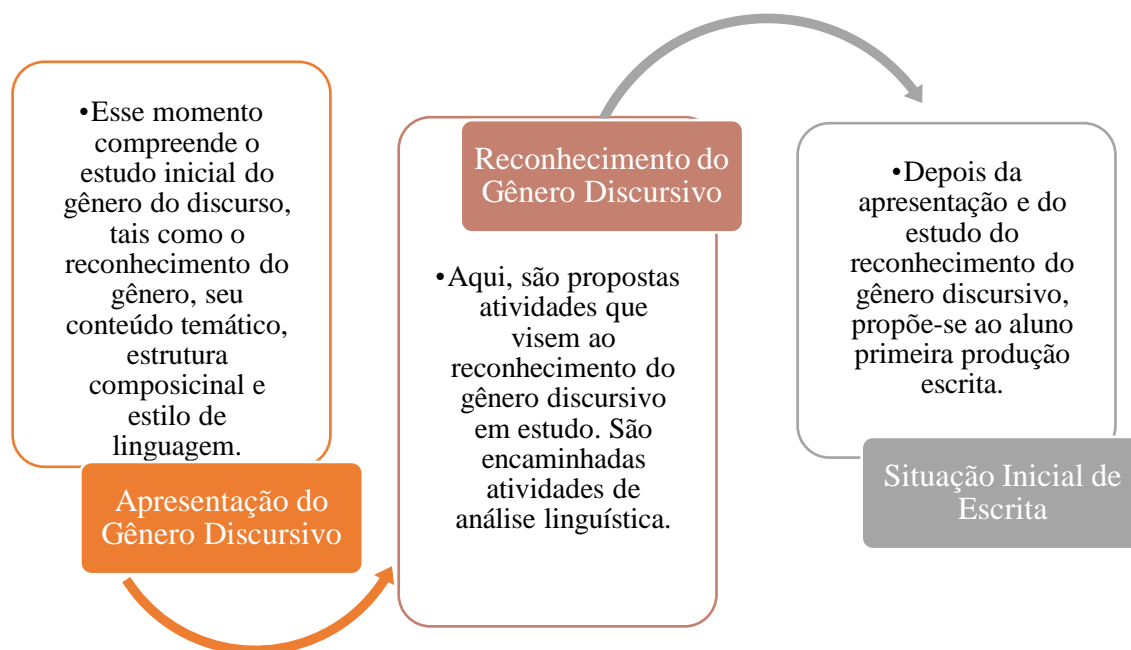 •Esse momento
compreende o
estudo inicial do
gênero do discurso,
tais como o
reconhecimento do
gênero, seu
conteúdo temático,
estrutura
composicinal e
estilo de
linguagem.
Apresentação do
Gênero Discursivo
Reconhecimento do
Gênero Discursivo
•Aqui, são propostas
atividades que
visem ao
reconhecimento do
gênero discursivo
em estudo. São
encaminhadas
atividades de
análise linguística.
•Depois da
apresentação e do
estudo do
reconhecimento do
gênero discursivo,
propõe-se ao aluno
primeira produção
escrita.
Situação Inicial de
Escrita